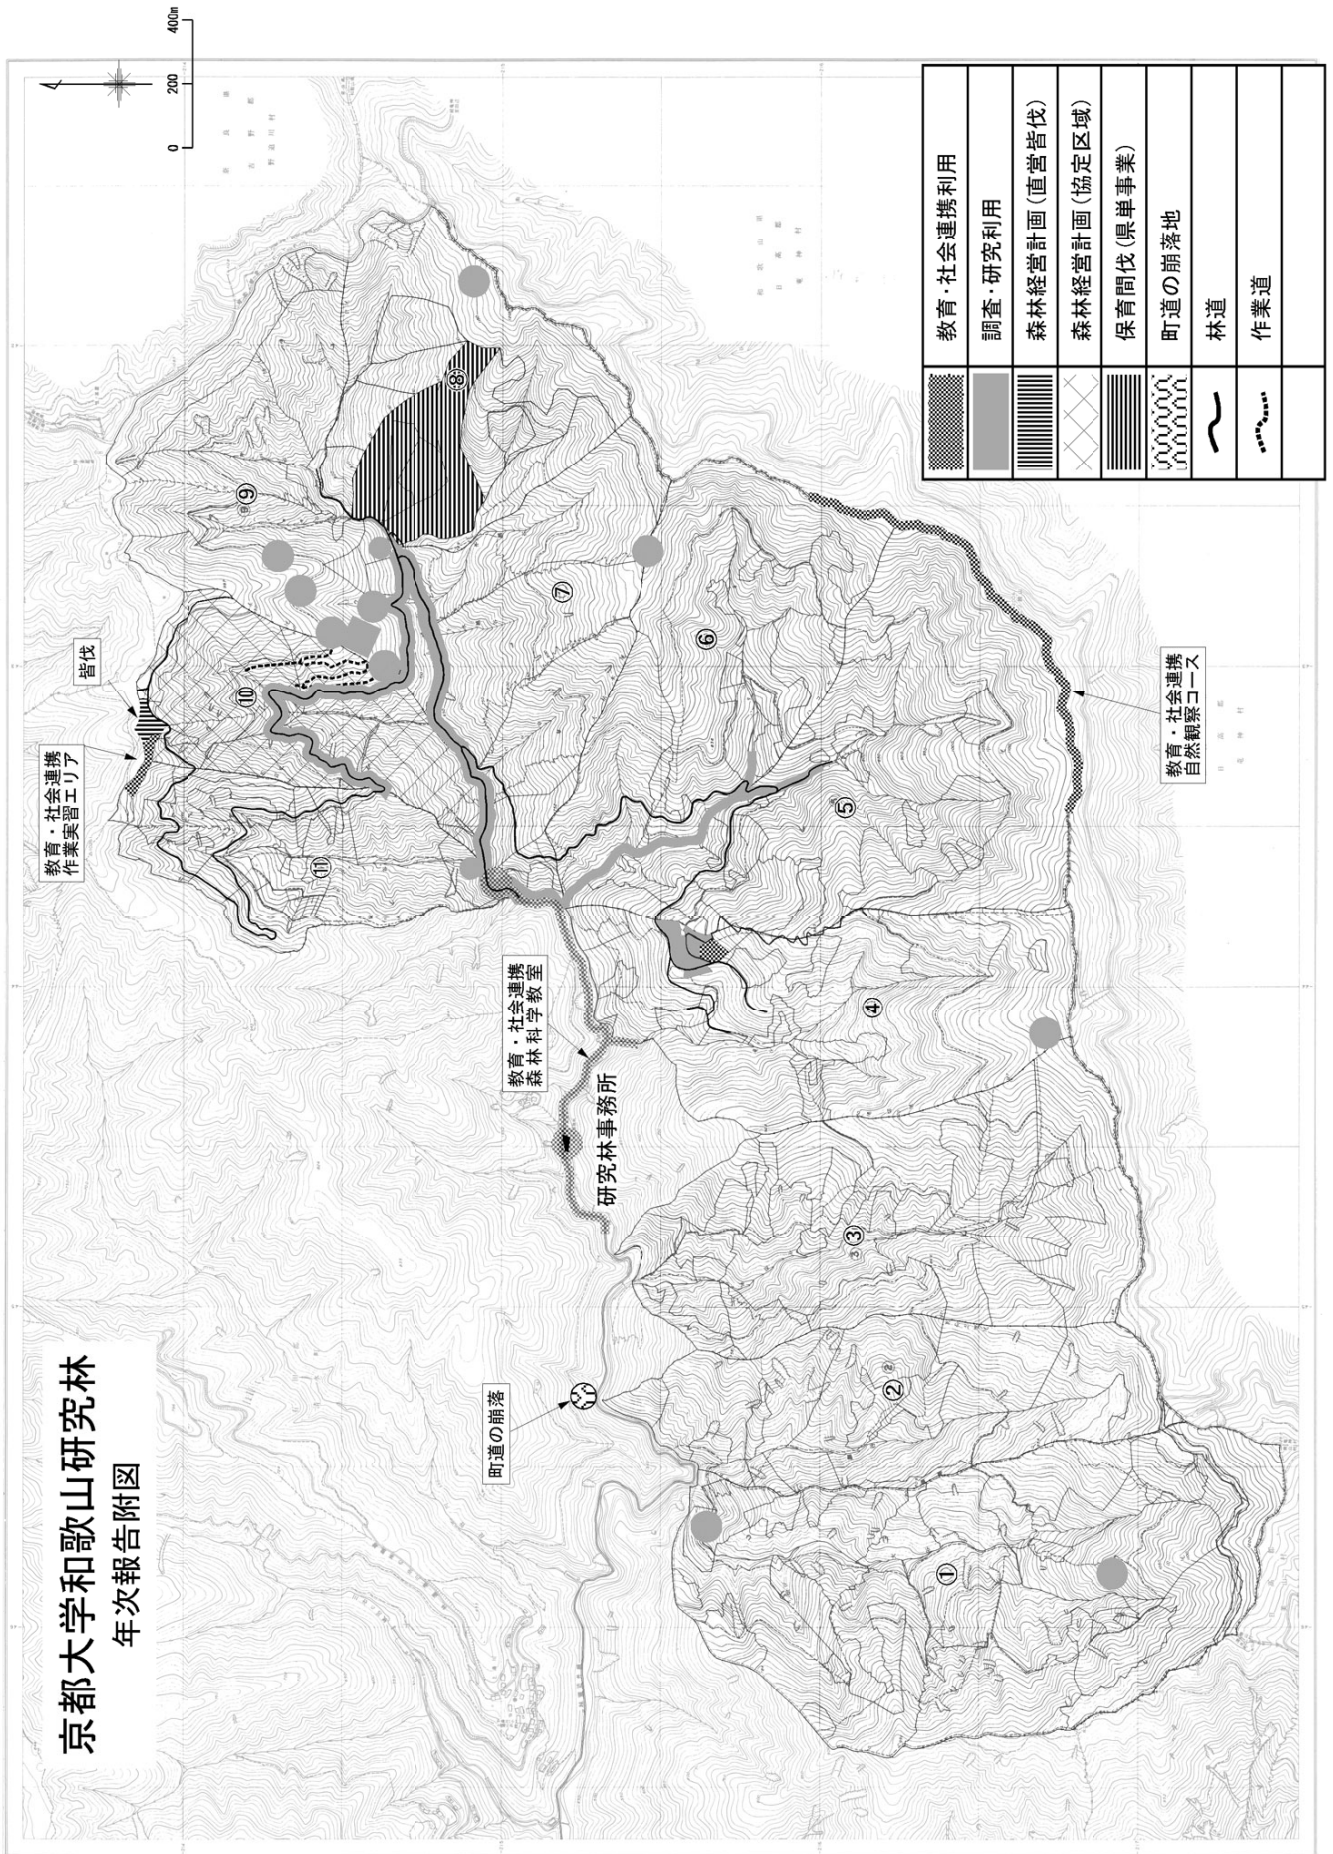 京都大学和歌山研究林
年次報告附図
0
200
400m
教育・社会連携
作業実習エリア
皆伐
町道の崩落
教育・社会連携
森林科学教室
研究林事務所
教育・社会連携
自然観察コース
①
②
③
④
⑤
⑥
⑦
⑧
⑨
⑩
⑪
教育・社会連携利用
調査・研究利用
森林経営計画(直営皆伐)
森林経営計画(協定区域)
保育間伐(県単事業)
町道の崩落地
林道
作業道